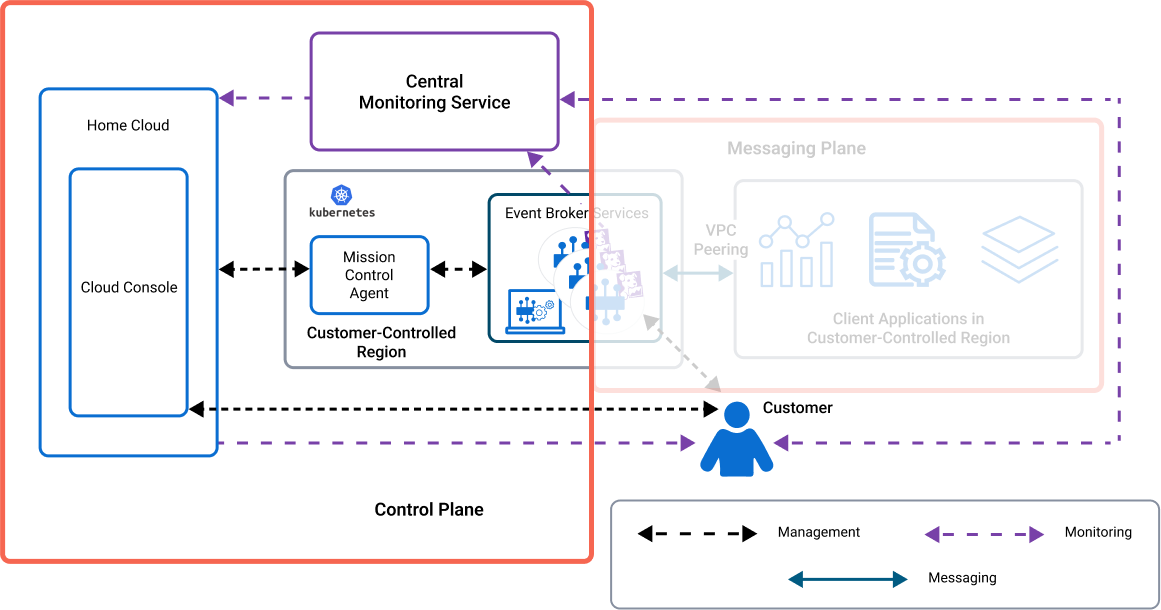 Central
Monitoring Service
Home Cloud
Messaging Plane
kubernetes
Event Broker Services
VPC
Peering
Mission
Control
Agent
Cloud Console
Customer-Controlled
Region
Client Applications in
Customer-Controlled Region
Customer
Control Plane
Management
Monitoring
Messaging